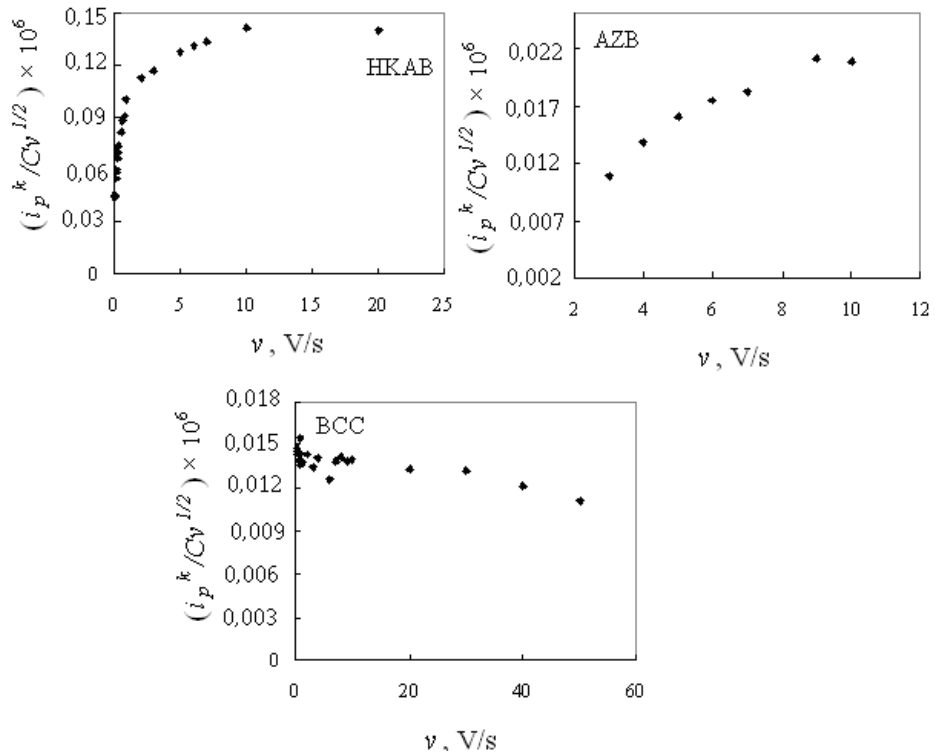 (i_p^k/Cv^1/2) × 10^6
0,15
0,12
0,09
0,06
0,03
0
HKAB
0 5 10 15 20 25
v , V/s
(i_p^k/Cv^1/2) × 10^6
0,022
0,017
0,012
0,007
0,002
AZB
2 4 6 8 10 12
v , V/s
(i_p^k/Cv^1/2) × 10^6
0,018
0,015
0,012
0,009
0,006
0,003
0
BCC
0 20 40 60
v , V/s